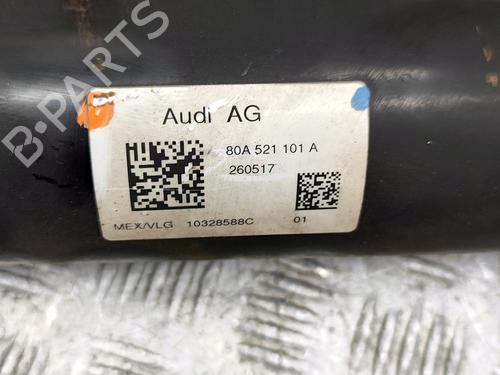 B-PARTS
Audi AG
80A 521 101 A
260517
MEX/VLG 10328588C 01